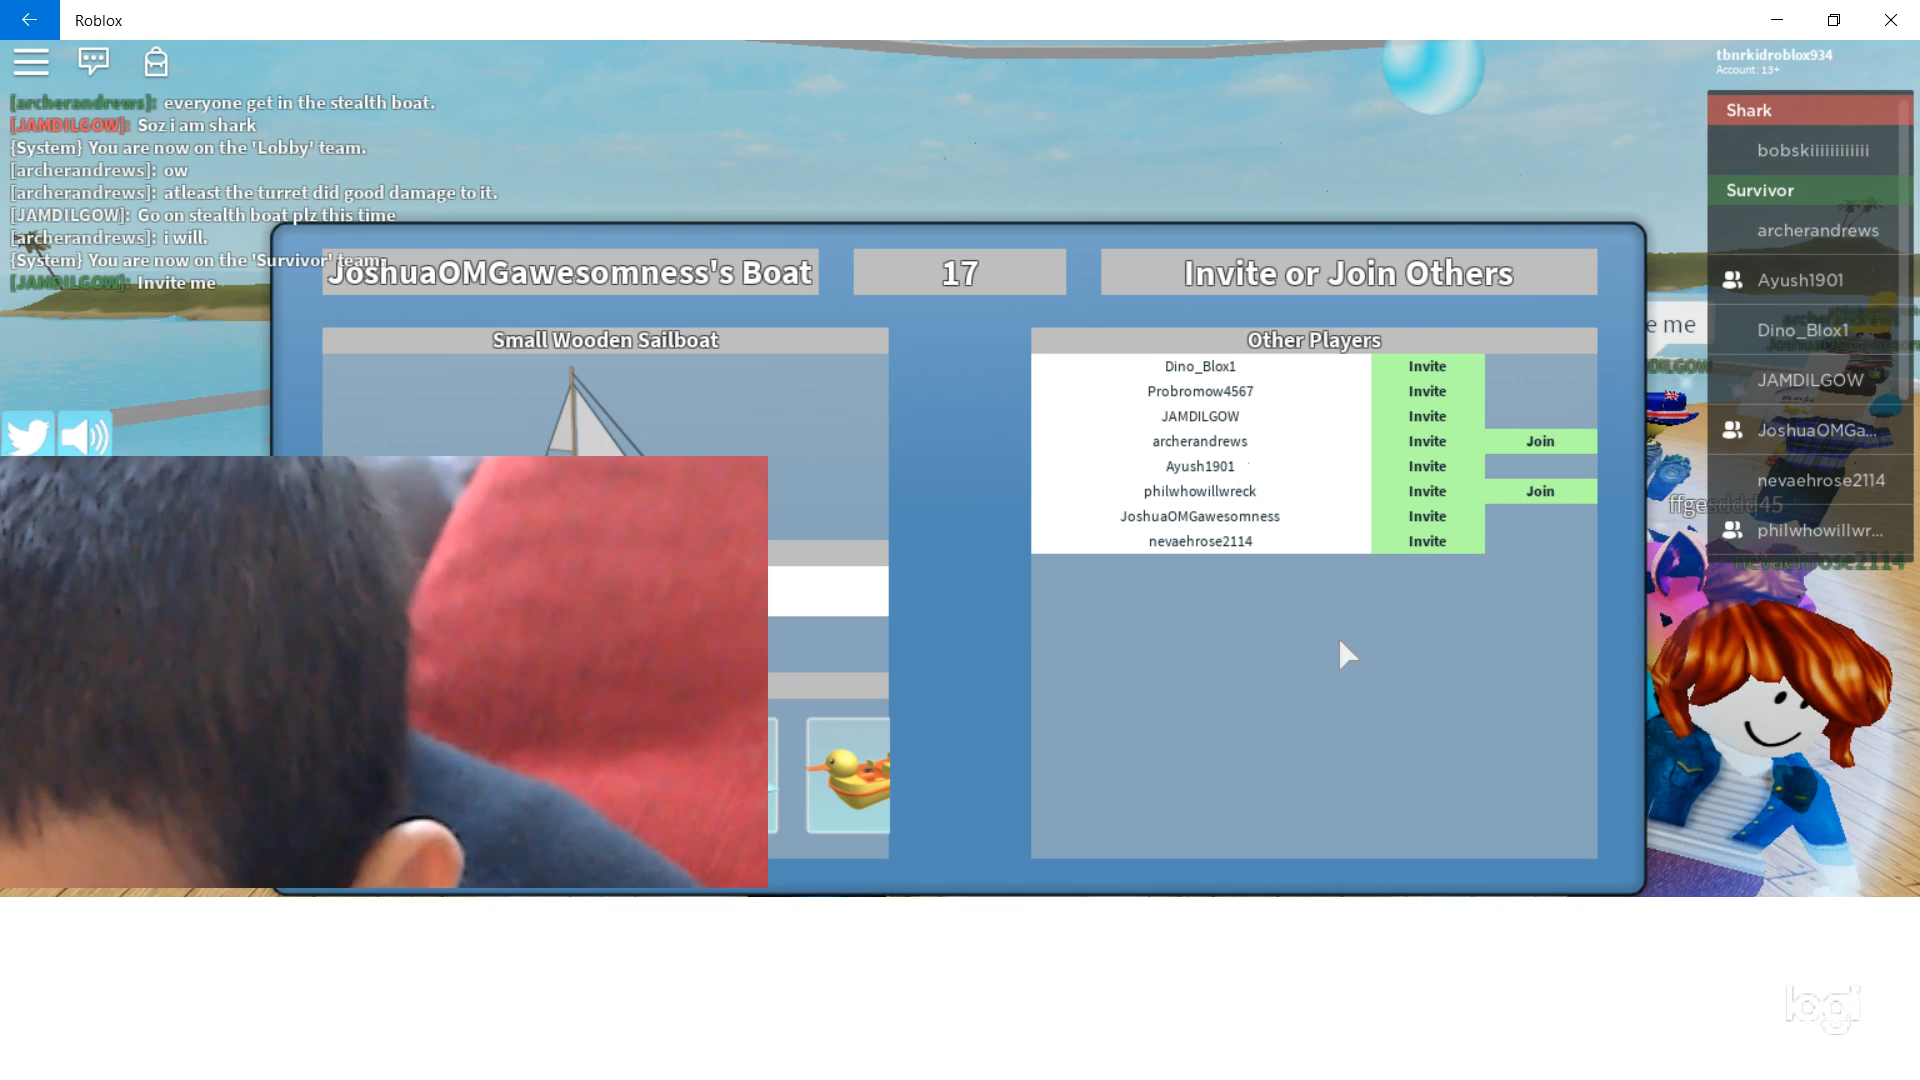 Roblox
tbnrkidroblox934
Account: 13+
[archerandrews]: everyone get in the stealth boat.
[JAMDILGOW]: Soz i am shark
{System} You are now on the 'Lobby' team.
[archerandrews]: ow
[archerandrews]: atleast the turret did good damage to it.
[JAMDILGOW]: Go on stealth boat plz this time
[archerandrews]: i will.
{System} You are now on the 'Survivor' team.
[JAMDILGOW]: Invite me
JoshuaOMGawesomness's Boat
17
Invite or Join Others
Small Wooden Sailboat
Other Players
Dino_Blox1 Invite
Probromow4567 Invite
JAMDILGOW Invite
archerandrews Invite Join
Ayush1901 Invite
philwhowillwreck Invite Join
JoshuaOMGawesomness Invite
nevaehrose2114 Invite
Shark
bobskiiiiiiiiiiiii
Survivor
archerandrews
Ayush1901
Dino_Blox1
JAMDILGOW
JoshuaOMGa...
nevaehrose2114
philwhowillwr...
e me
ffgesddd45
nevaehrose2114
logi